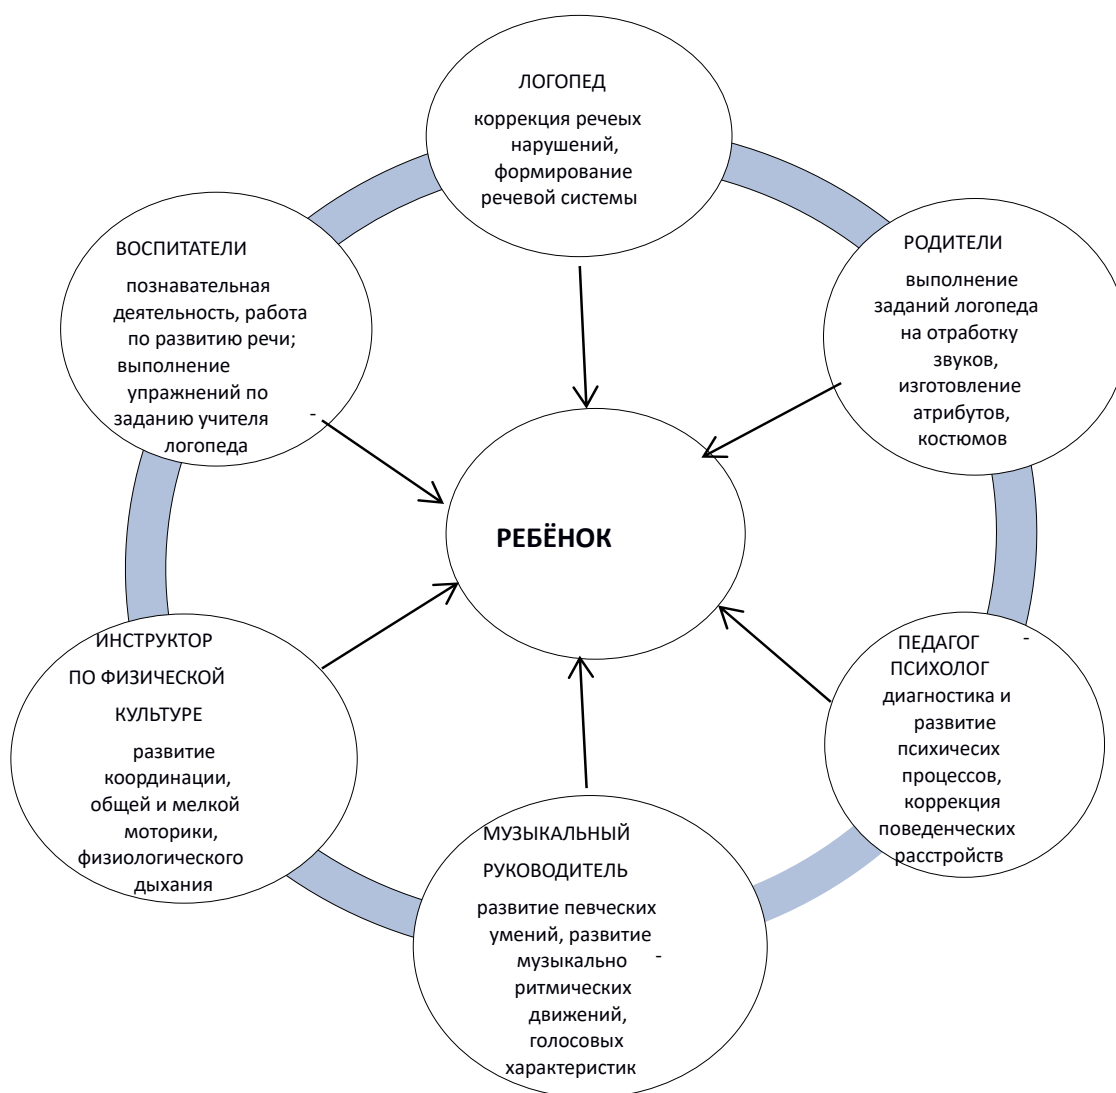 ЛОГОПЕД
коррекция речеых
нарушений,
формирование
речевой системы
РОДИТЕЛИ
выполнение
заданий логопеда
на отработку
звуков,
изготовление
атрибутов,
костюмов
ВОСПИТАТЕЛИ
познавательная
деятельность, работа
по развитию речи;
выполнение
упражнений по
заданию учителя -
логопеда
РЕБЁНОК
ИНСТРУКТОР
ПО ФИЗИЧЕСКОЙ
КУЛЬТУРЕ
развитие
координации,
общей и мелкой
моторики,
физиологического
дыхания
ПЕДАГОГ -
ПСИХОЛОГ
диагностика и
развитие
психичесих
процессов,
коррекция
поведенческих
расстройств
МУЗЫКАЛЬНЫЙ
РУКОВОДИТЕЛЬ
развитие певческих
умений, развитие
музыкально -
ритмических
движений,
голосовых
характеристик